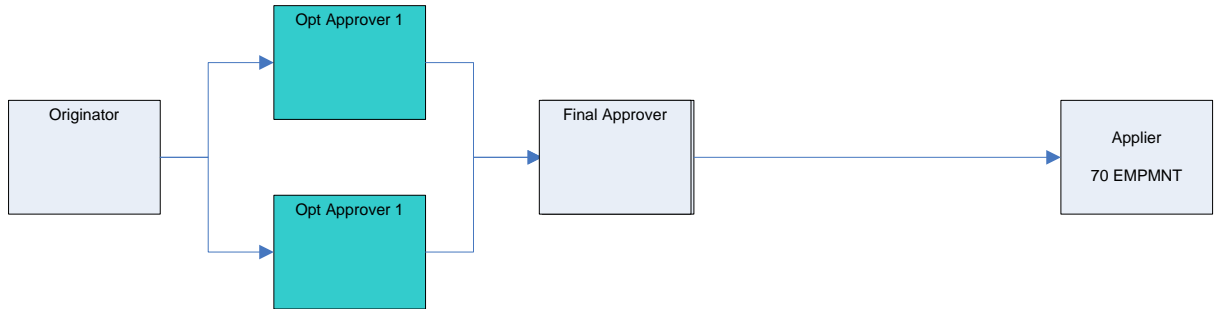 Opt Approver 1
Originator
Final Approver
Applier
70 EMPMNT
Opt Approver 1